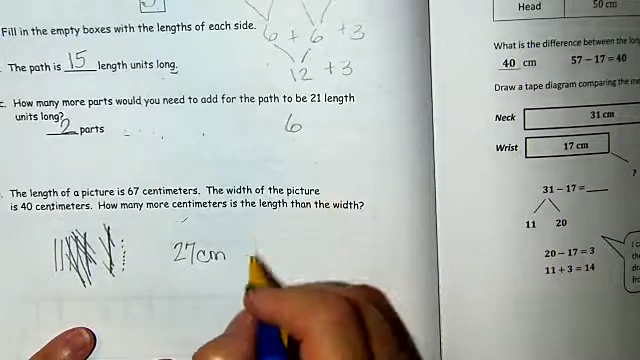 Fill in the empty boxes with the lengths of each side.
6 + 6 + 3
. The path is 15 length units long.
12 + 3
c. How many more parts would you need to add for the path to be 21 length
units long?
2 parts
6
The length of a picture is 67 centimeters. The width of the picture
is 40 centimeters. How many more centimeters is the length than the width?
27cm
Head 50 cm
What is the difference between the
40 cm 57 – 17 = 40
Draw a tape diagram comparing the
Neck 31 cm
Wrist 17 cm
?
31 – 17 = ____
11 20
20 – 17 = 3
11 + 3 = 14